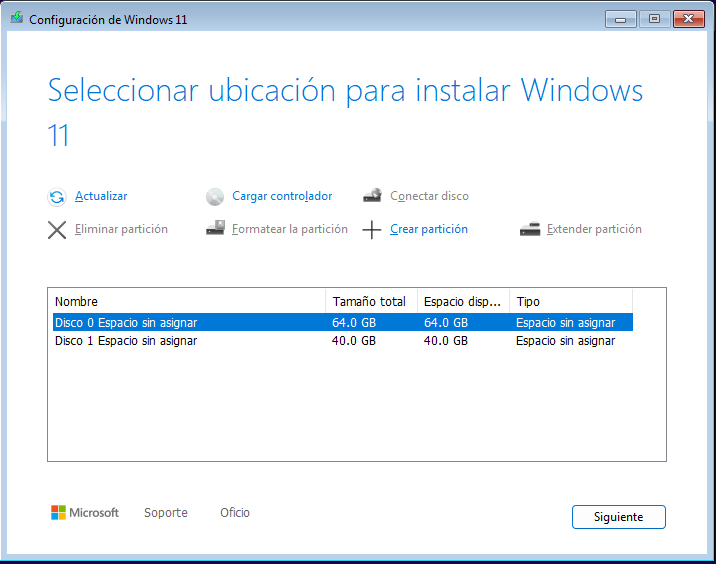 Configuración de Windows 11
Seleccionar ubicación para instalar Windows
11
Actualizar Cargar controlador Conectar disco
Eliminar partición Formatear la partición Crear partición Extender partición
Nombre Tamaño total Espacio disp... Tipo
Disco 0 Espacio sin asignar 64.0 GB 64.0 GB Espacio sin asignar
Disco 1 Espacio sin asignar 40.0 GB 40.0 GB Espacio sin asignar
Microsoft Soporte Oficio Siguiente